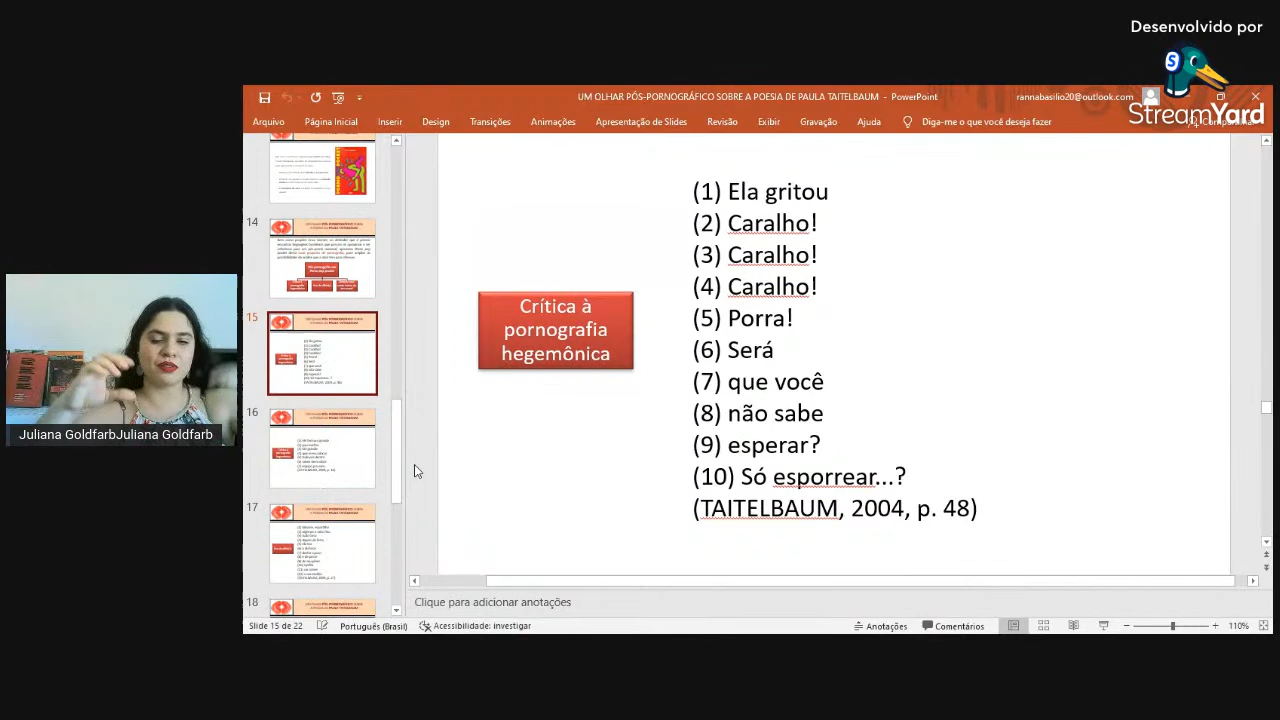 Desenvolvido por
StreamYard
UM OLHAR PÓS-PORNOGRÁFICO SOBRE A POESIA DE PAULA TAITELBAUM - PowerPoint
rannabasilio20@outlook.com
Arquivo Página Inicial Inserir Design Transições Animações Apresentação de Slides Revisão Exibir Gravação Ajuda Diga-me o que você deseja fazer
14
15
16
17
18
Crítica à
pornografia
hegemônica
(1) Ela gritou
(2) Caralho!
(3) Caralho!
(4) Caralho!
(5) Porra!
(6) Será
(7) que você
(8) não sabe
(9) esperar?
(10) Só esporrear...?
(TAITELBAUM, 2004, p. 48)
Juliana GoldfarbJuliana Goldfarb
Clique para adicionar anotações
Slide 15 de 22 Português (Brasil) Acessibilidade: investigar Anotações Comentários 110%